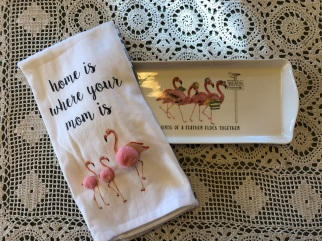 home is
where your
mom is
OF A FEATHER FLOCK TOGETHER